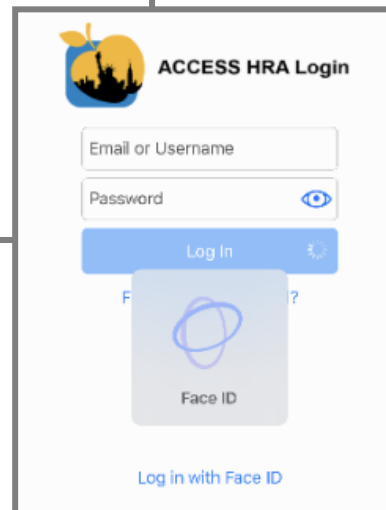 ACCESS HRA Login
Email or Username
Password
Log In
F ?
Face ID
Log in with Face ID